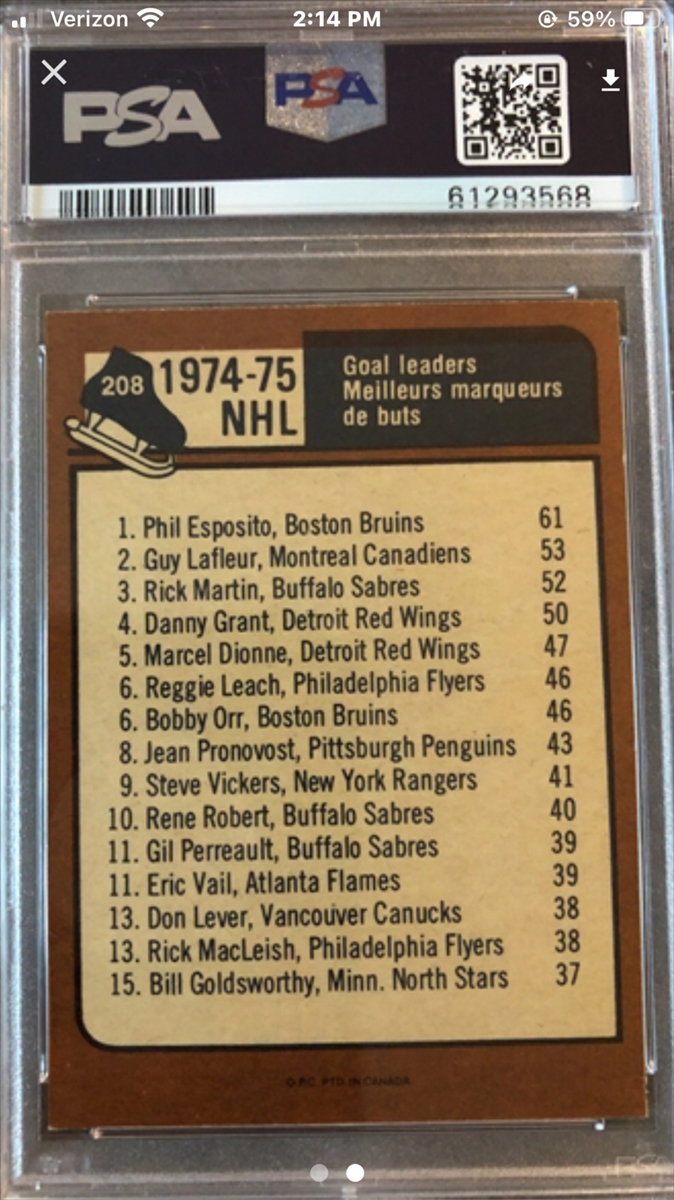 Verizon 2:14 PM 59%
PSA PSA
61293568
208 1974-75 NHL
Goal leaders
Meilleurs marqueurs
de buts
1. Phil Esposito, Boston Bruins 61
2. Guy Lafleur, Montreal Canadiens 53
3. Rick Martin, Buffalo Sabres 52
4. Danny Grant, Detroit Red Wings 50
5. Marcel Dionne, Detroit Red Wings 47
6. Reggie Leach, Philadelphia Flyers 46
6. Bobby Orr, Boston Bruins 46
8. Jean Pronovost, Pittsburgh Penguins 43
9. Steve Vickers, New York Rangers 41
10. Rene Robert, Buffalo Sabres 40
11. Gil Perreault, Buffalo Sabres 39
11. Eric Vail, Atlanta Flames 39
13. Don Lever, Vancouver Canucks 38
13. Rick MacLeish, Philadelphia Flyers 38
15. Bill Goldsworthy, Minn. North Stars 37
O.P.C. PTD. IN CANADA
PSA